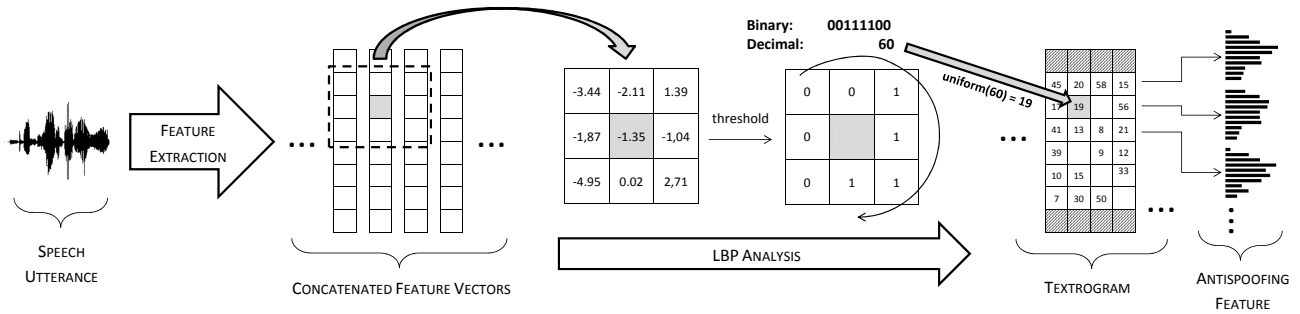 Binary: 00111100
Decimal: 60
uniform(60) = 19
FEATURE
EXTRACTION
...
...
-3.44 -2.11 1.39
-1,87 -1.35 -1,04
-4.95 0.02 2,71
threshold
0 0 1
0 1
0 1 1
...
45 20 58 15
17 19 56
41 13 8 21
39 9 12
10 15 33
7 30 50
...
SPEECH
UTTERANCE
CONCATENATED FEATURE VECTORS
LBP ANALYSIS
TEXTROGRAM
ANTISPOOFING
FEATURE